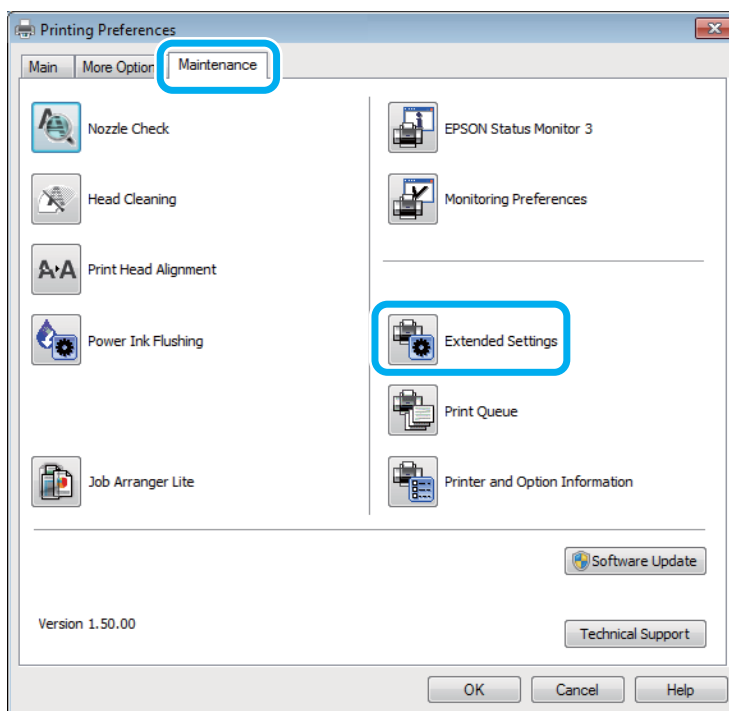 Printing Preferences
Main
More Option
Maintenance
Nozzle Check
EPSON Status Monitor 3
Head Cleaning
Monitoring Preferences
Print Head Alignment
Power Ink Flushing
Extended Settings
Print Queue
Job Arranger Lite
Printer and Option Information
Software Update
Version 1.50.00
Technical Support
OK
Cancel
Help